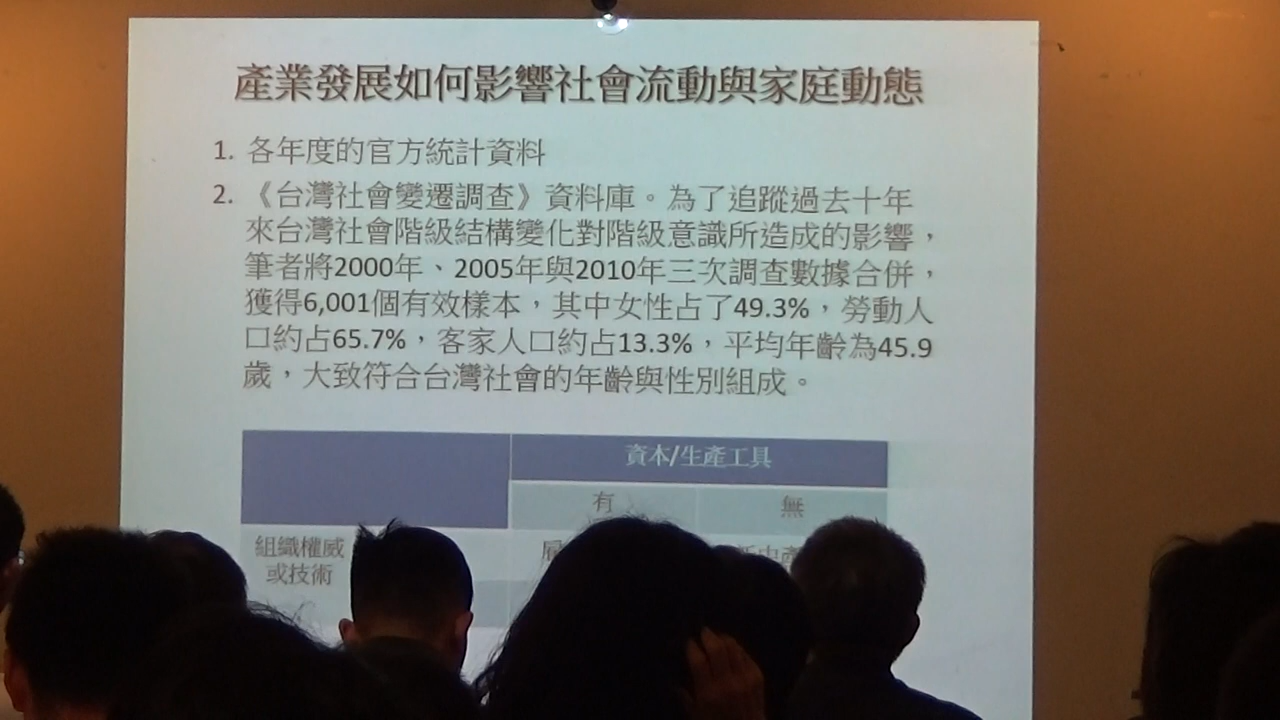 產業發展如何影響社會流動與家庭動態
1. 各年度的官方統計資料
2. 《台灣社會變遷調查》資料庫。為了追蹤過去十年
來台灣社會階級結構變化對階級意識所造成的影響，
筆者將2000年、2005年與2010年三次調查數據合併，
獲得6,001個有效樣本，其中女性占了49.3%，勞動人
口約占65.7%，客家人口約占13.3%，平均年齡為45.9
歲，大致符合台灣社會的年齡與性別組成。
資本/生產工具
有 無
組織權威
或技術